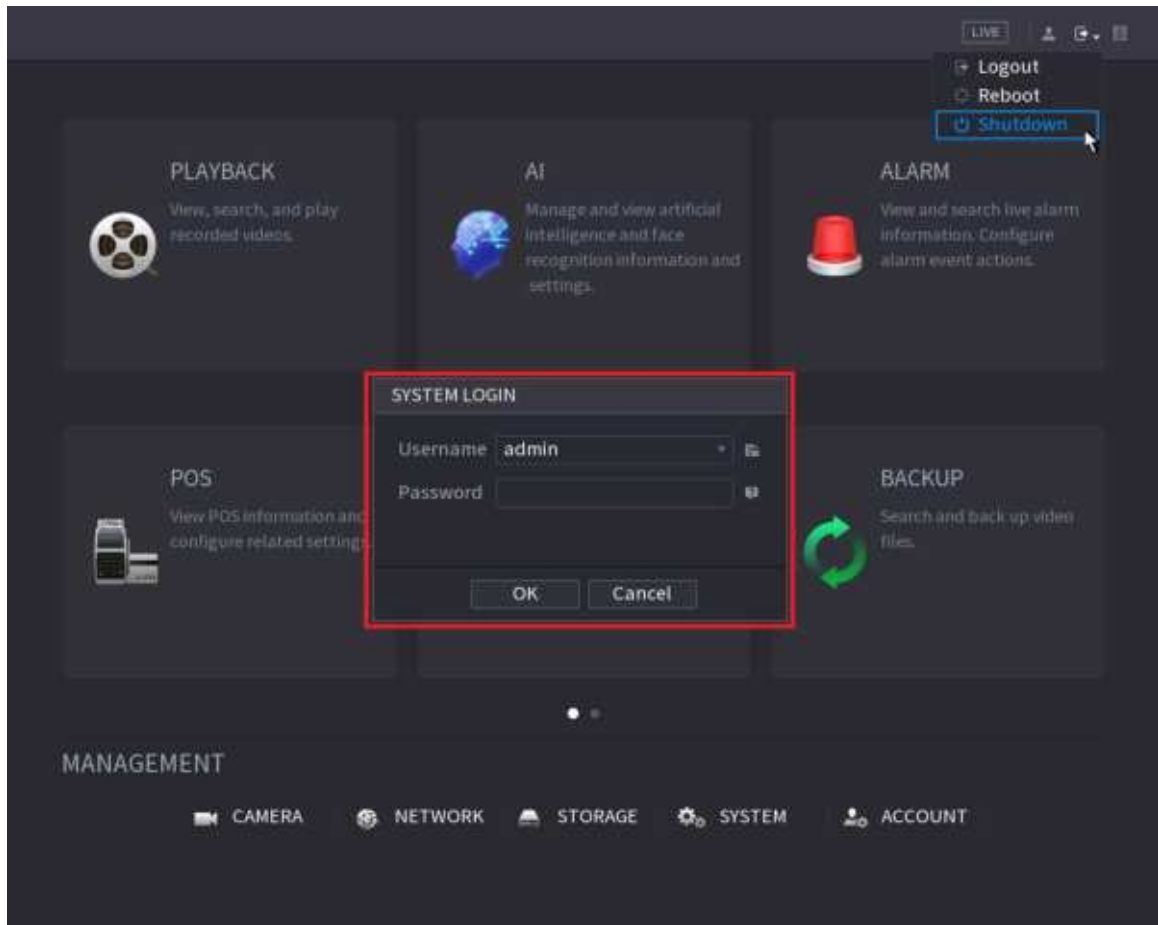 LIVE
Logout
Reboot
Shutdown
PLAYBACK
View, search, and play
recorded videos.
AI
Manage and view artificial
intelligence and face
recognition information and
settings.
ALARM
View and search live alarm
information. Configure
alarm event actions.
SYSTEM LOGIN
Username admin
Password
OK Cancel
POS
View POS information and
configure related settings.
BACKUP
Search and back up video
files.
MANAGEMENT
CAMERA NETWORK STORAGE SYSTEM ACCOUNT